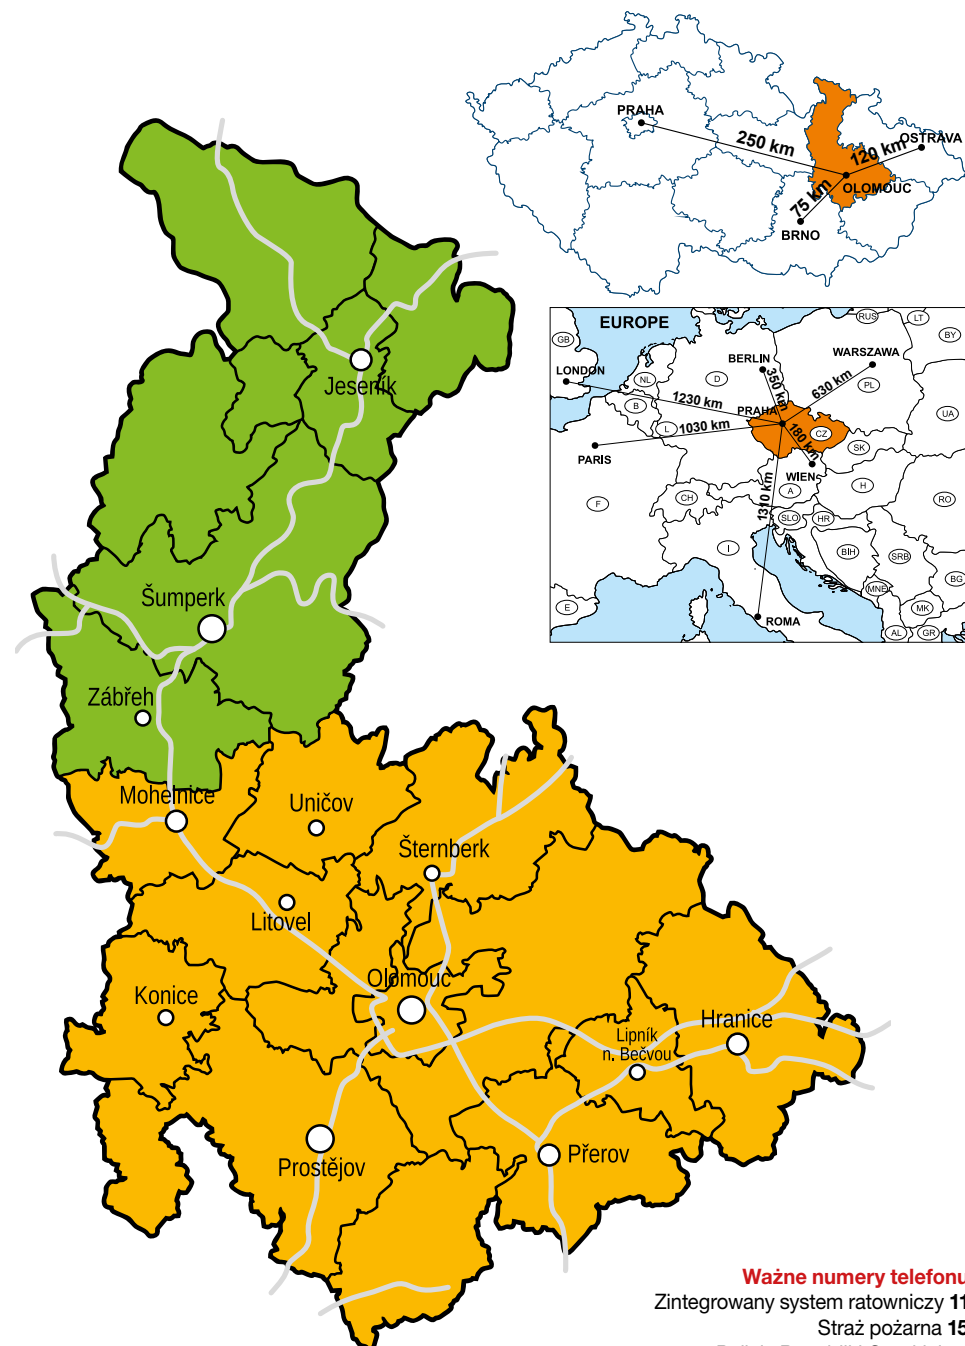 PRAHA
250 km
120 km
OSTRAVA
OLOMOUC
75 km
BRNO
EUROPE
GB
RUS
LT
BY
LONDON
BERLIN
WARSZAWA
NL
D
350 km
630 km
PL
1230 km
B
PRAHA
UA
L
1030 km
180 km
CZ
PARIS
SK
WIEN
H
F
CH
1310 km
A
RO
SLO
HR
I
BIH
SRB
BG
MNE
E
MK
ROMA
AL
GR
Jeseník
Šumperk
Zábřeh
Mohelnice
Uničov
Šternberk
Litovel
Olomouc
Konice
Hranice
Lipník
n. Bečvou
Prostějov
Přerov
Ważne numery telefonu
Zintegrowany system ratowniczy 11
Straż pożarna 15